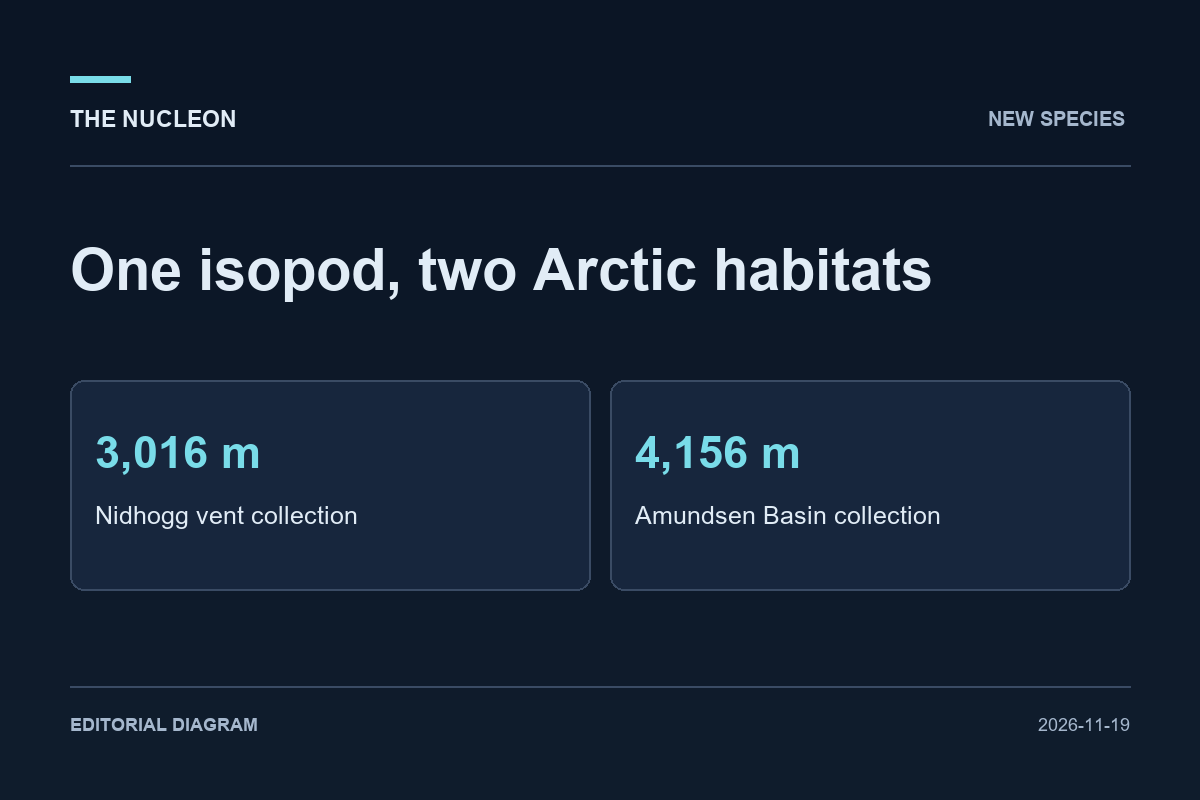 THE NUCLEON
NEW SPECIES
One isopod, two Arctic habitats
3,016 m
Nidhogg vent collection
4,156 m
Amundsen Basin collection
EDITORIAL DIAGRAM
2026-11-19